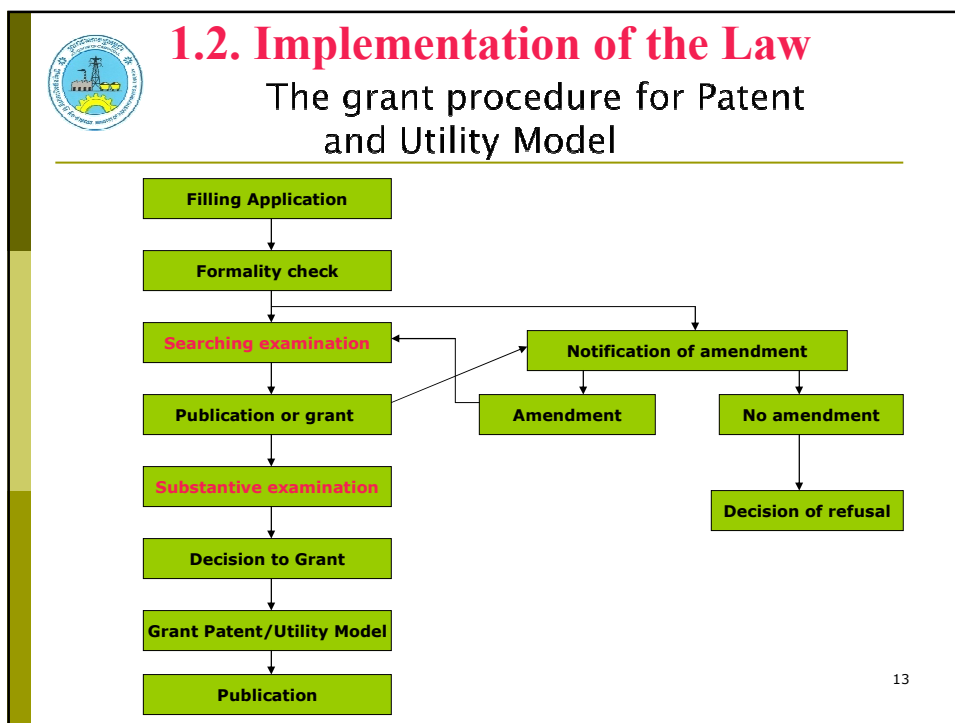 1.2. Implementation of the Law
The grant procedure for Patent
and Utility Model
Filling Application
Formality check
Searching examination
Notification of amendment
Publication or grant
Amendment
No amendment
Substantive examination
Decision of refusal
Decision to Grant
Grant Patent/Utility Model
Publication
13